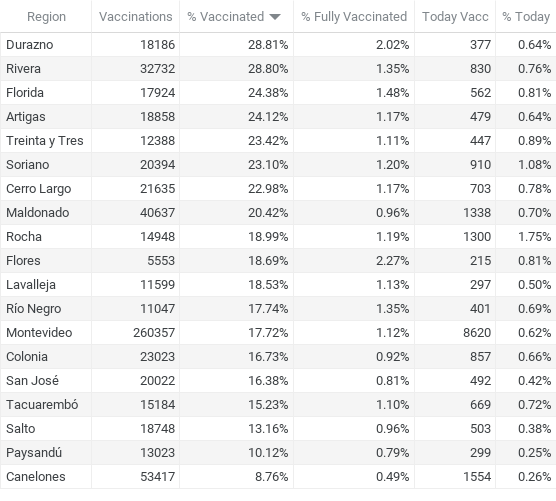 Region Vaccinations % Vaccinated % Fully Vaccinated Today Vacc % Today
Durazno 18186 28.81% 2.02% 377 0.64%
Rivera 32732 28.80% 1.35% 830 0.76%
Florida 17924 24.38% 1.48% 562 0.81%
Artigas 18858 24.12% 1.17% 479 0.64%
Treinta y Tres 12388 23.42% 1.11% 447 0.89%
Soriano 20394 23.10% 1.20% 910 1.08%
Cerro Largo 21635 22.98% 1.17% 703 0.78%
Maldonado 40637 20.42% 0.96% 1338 0.70%
Rocha 14948 18.99% 1.19% 1300 1.75%
Flores 5553 18.69% 2.27% 215 0.81%
Lavalleja 11599 18.53% 1.13% 297 0.50%
Río Negro 11047 17.74% 1.35% 401 0.69%
Montevideo 260357 17.72% 1.12% 8620 0.62%
Colonia 23023 16.73% 0.92% 857 0.66%
San José 20022 16.38% 0.81% 492 0.42%
Tacuarembó 15184 15.23% 1.10% 669 0.72%
Salto 18748 13.16% 0.96% 503 0.38%
Paysandú 13023 10.12% 0.79% 299 0.25%
Canelones 53417 8.76% 0.49% 1554 0.26%